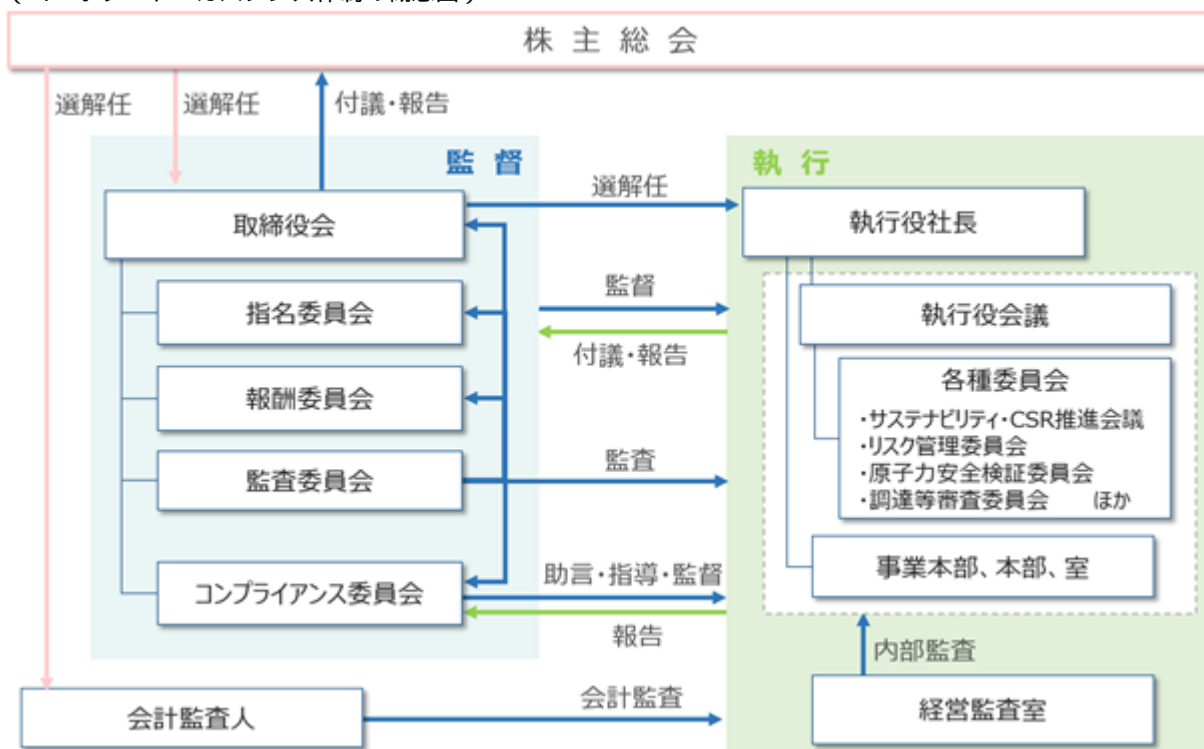 株主総会
選解任
選解任
付議・報告
監督
執行
取締役会
選解任
執行役社長
指名委員会
監督
付議・報告
執行役会議
報酬委員会
各種委員会
・サステナビリティ・CSR推進会議
・リスク管理委員会
・原子力安全検証委員会
・調達等審査委員会 ほか
監査委員会
監査
コンプライアンス委員会
助言・指導・監督
報告
事業本部、本部、室
内部監査
会計監査人
会計監査
経営監査室